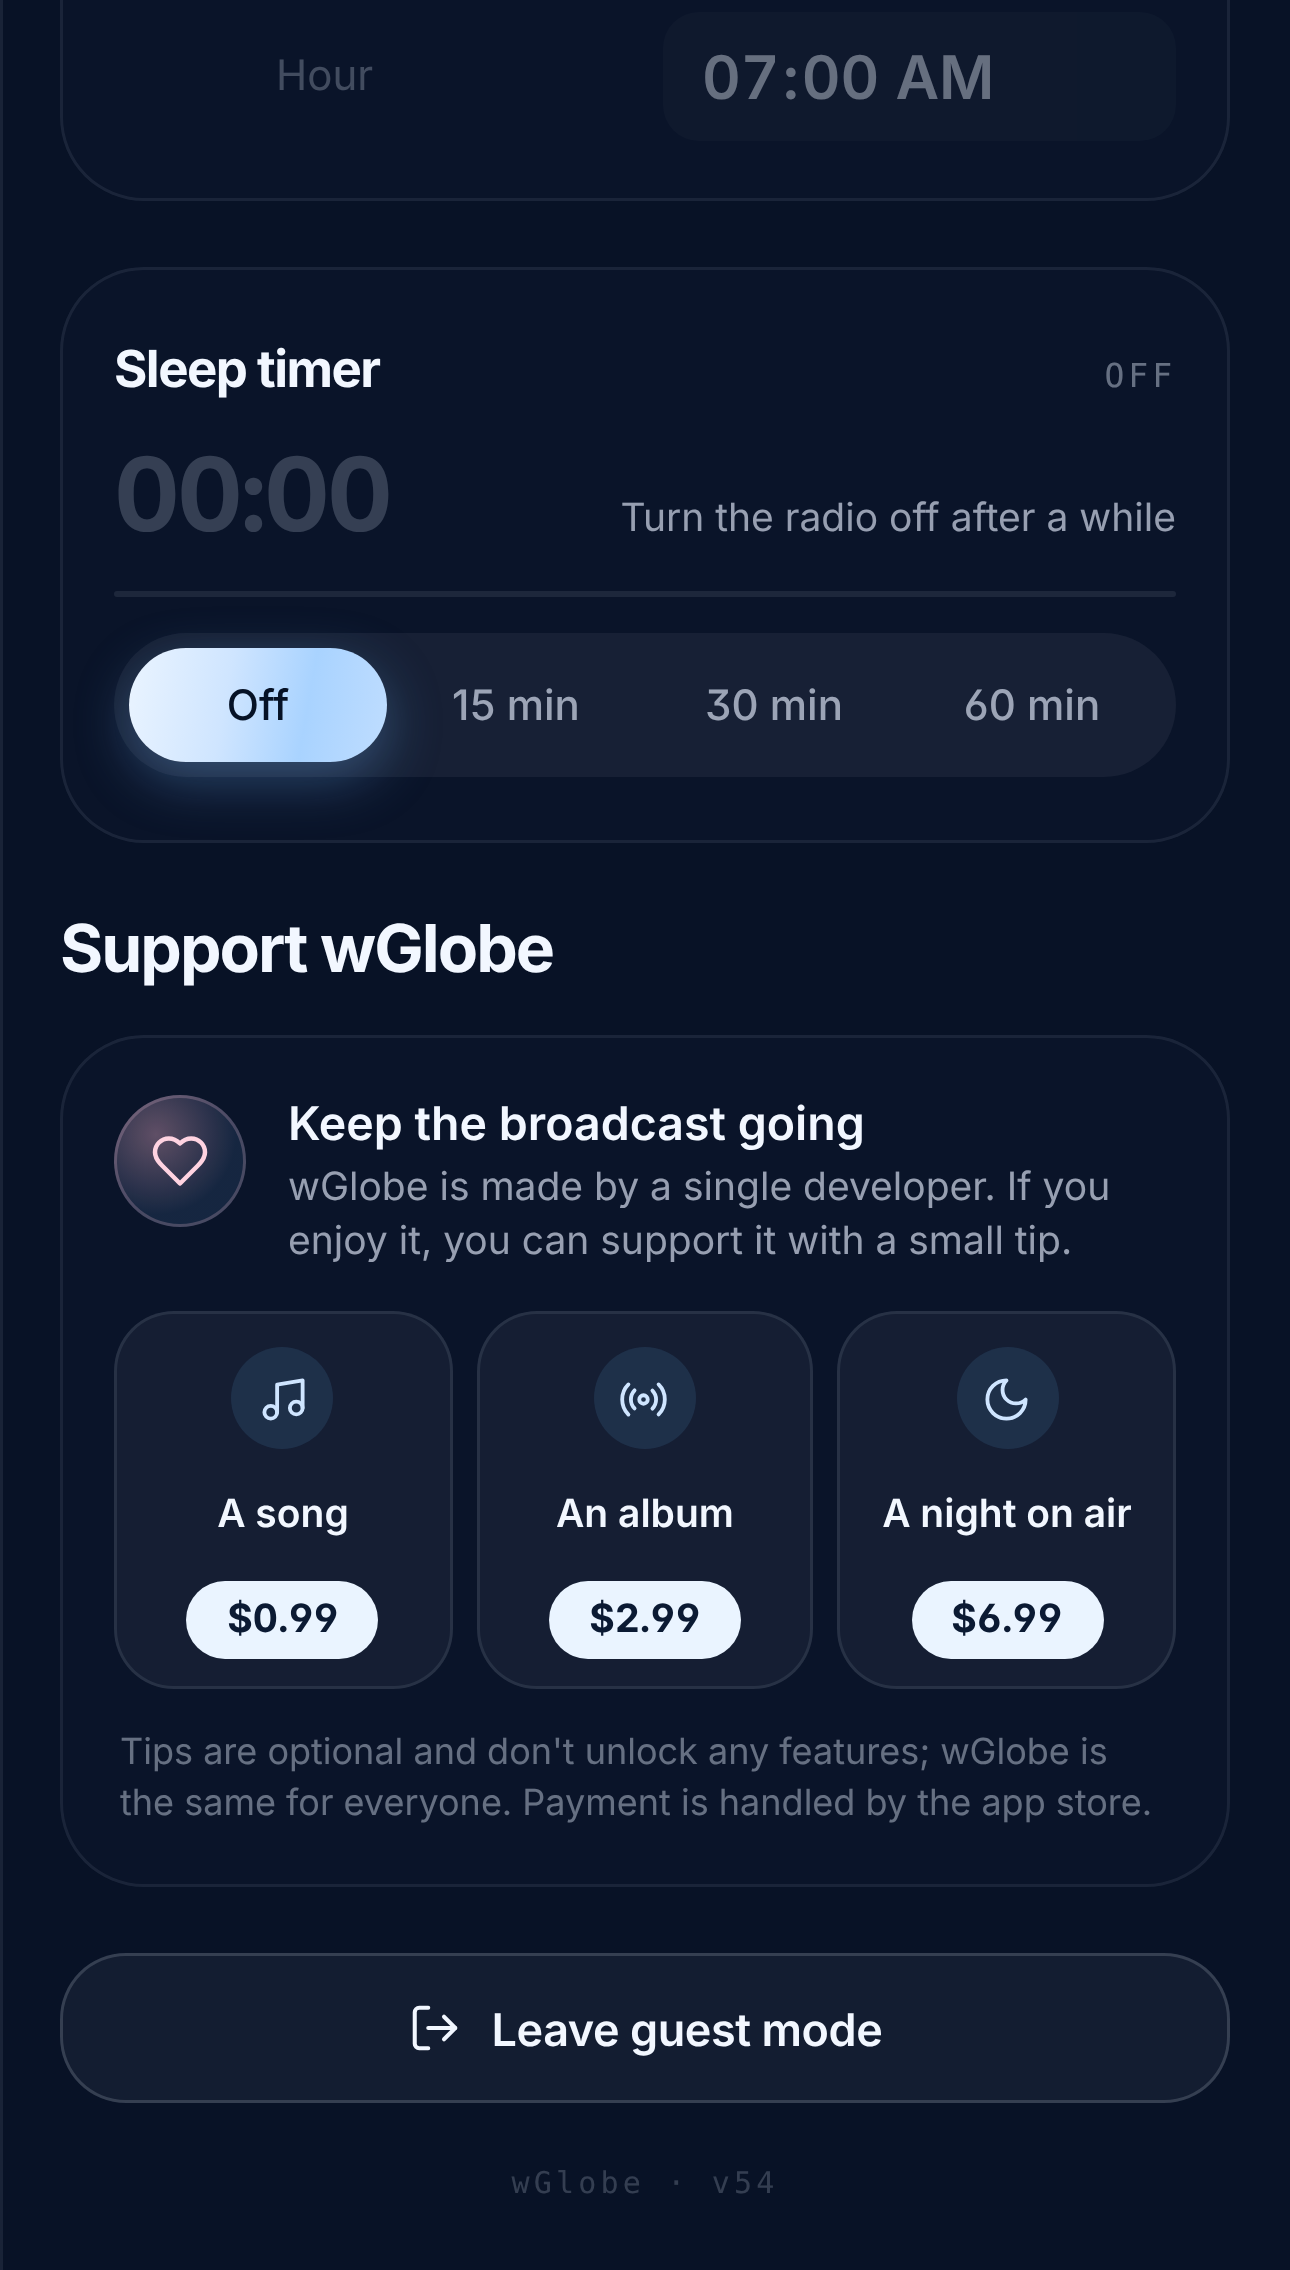 Hour
07:00 AM
Sleep timer
OFF
00:00
Turn the radio off after a while
Off
15 min
30 min
60 min
Support wGlobe
Keep the broadcast going
wGlobe is made by a single developer. If you
enjoy it, you can support it with a small tip.
A song
An album
A night on air
$0.99
$2.99
$6.99
Tips are optional and don't unlock any features; wGlobe is
the same for everyone. Payment is handled by the app store.
Leave guest mode
wGlobe · v54